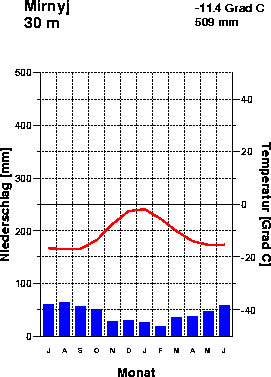 Mirnyj
30 m
-11.4 Grad C
509 mm
Niederschlag [mm]
500
400
300
200
100
0
40
20
0
-20
-40
Temperatur [Grad C]
J A S O N D J F M A M J
Monat